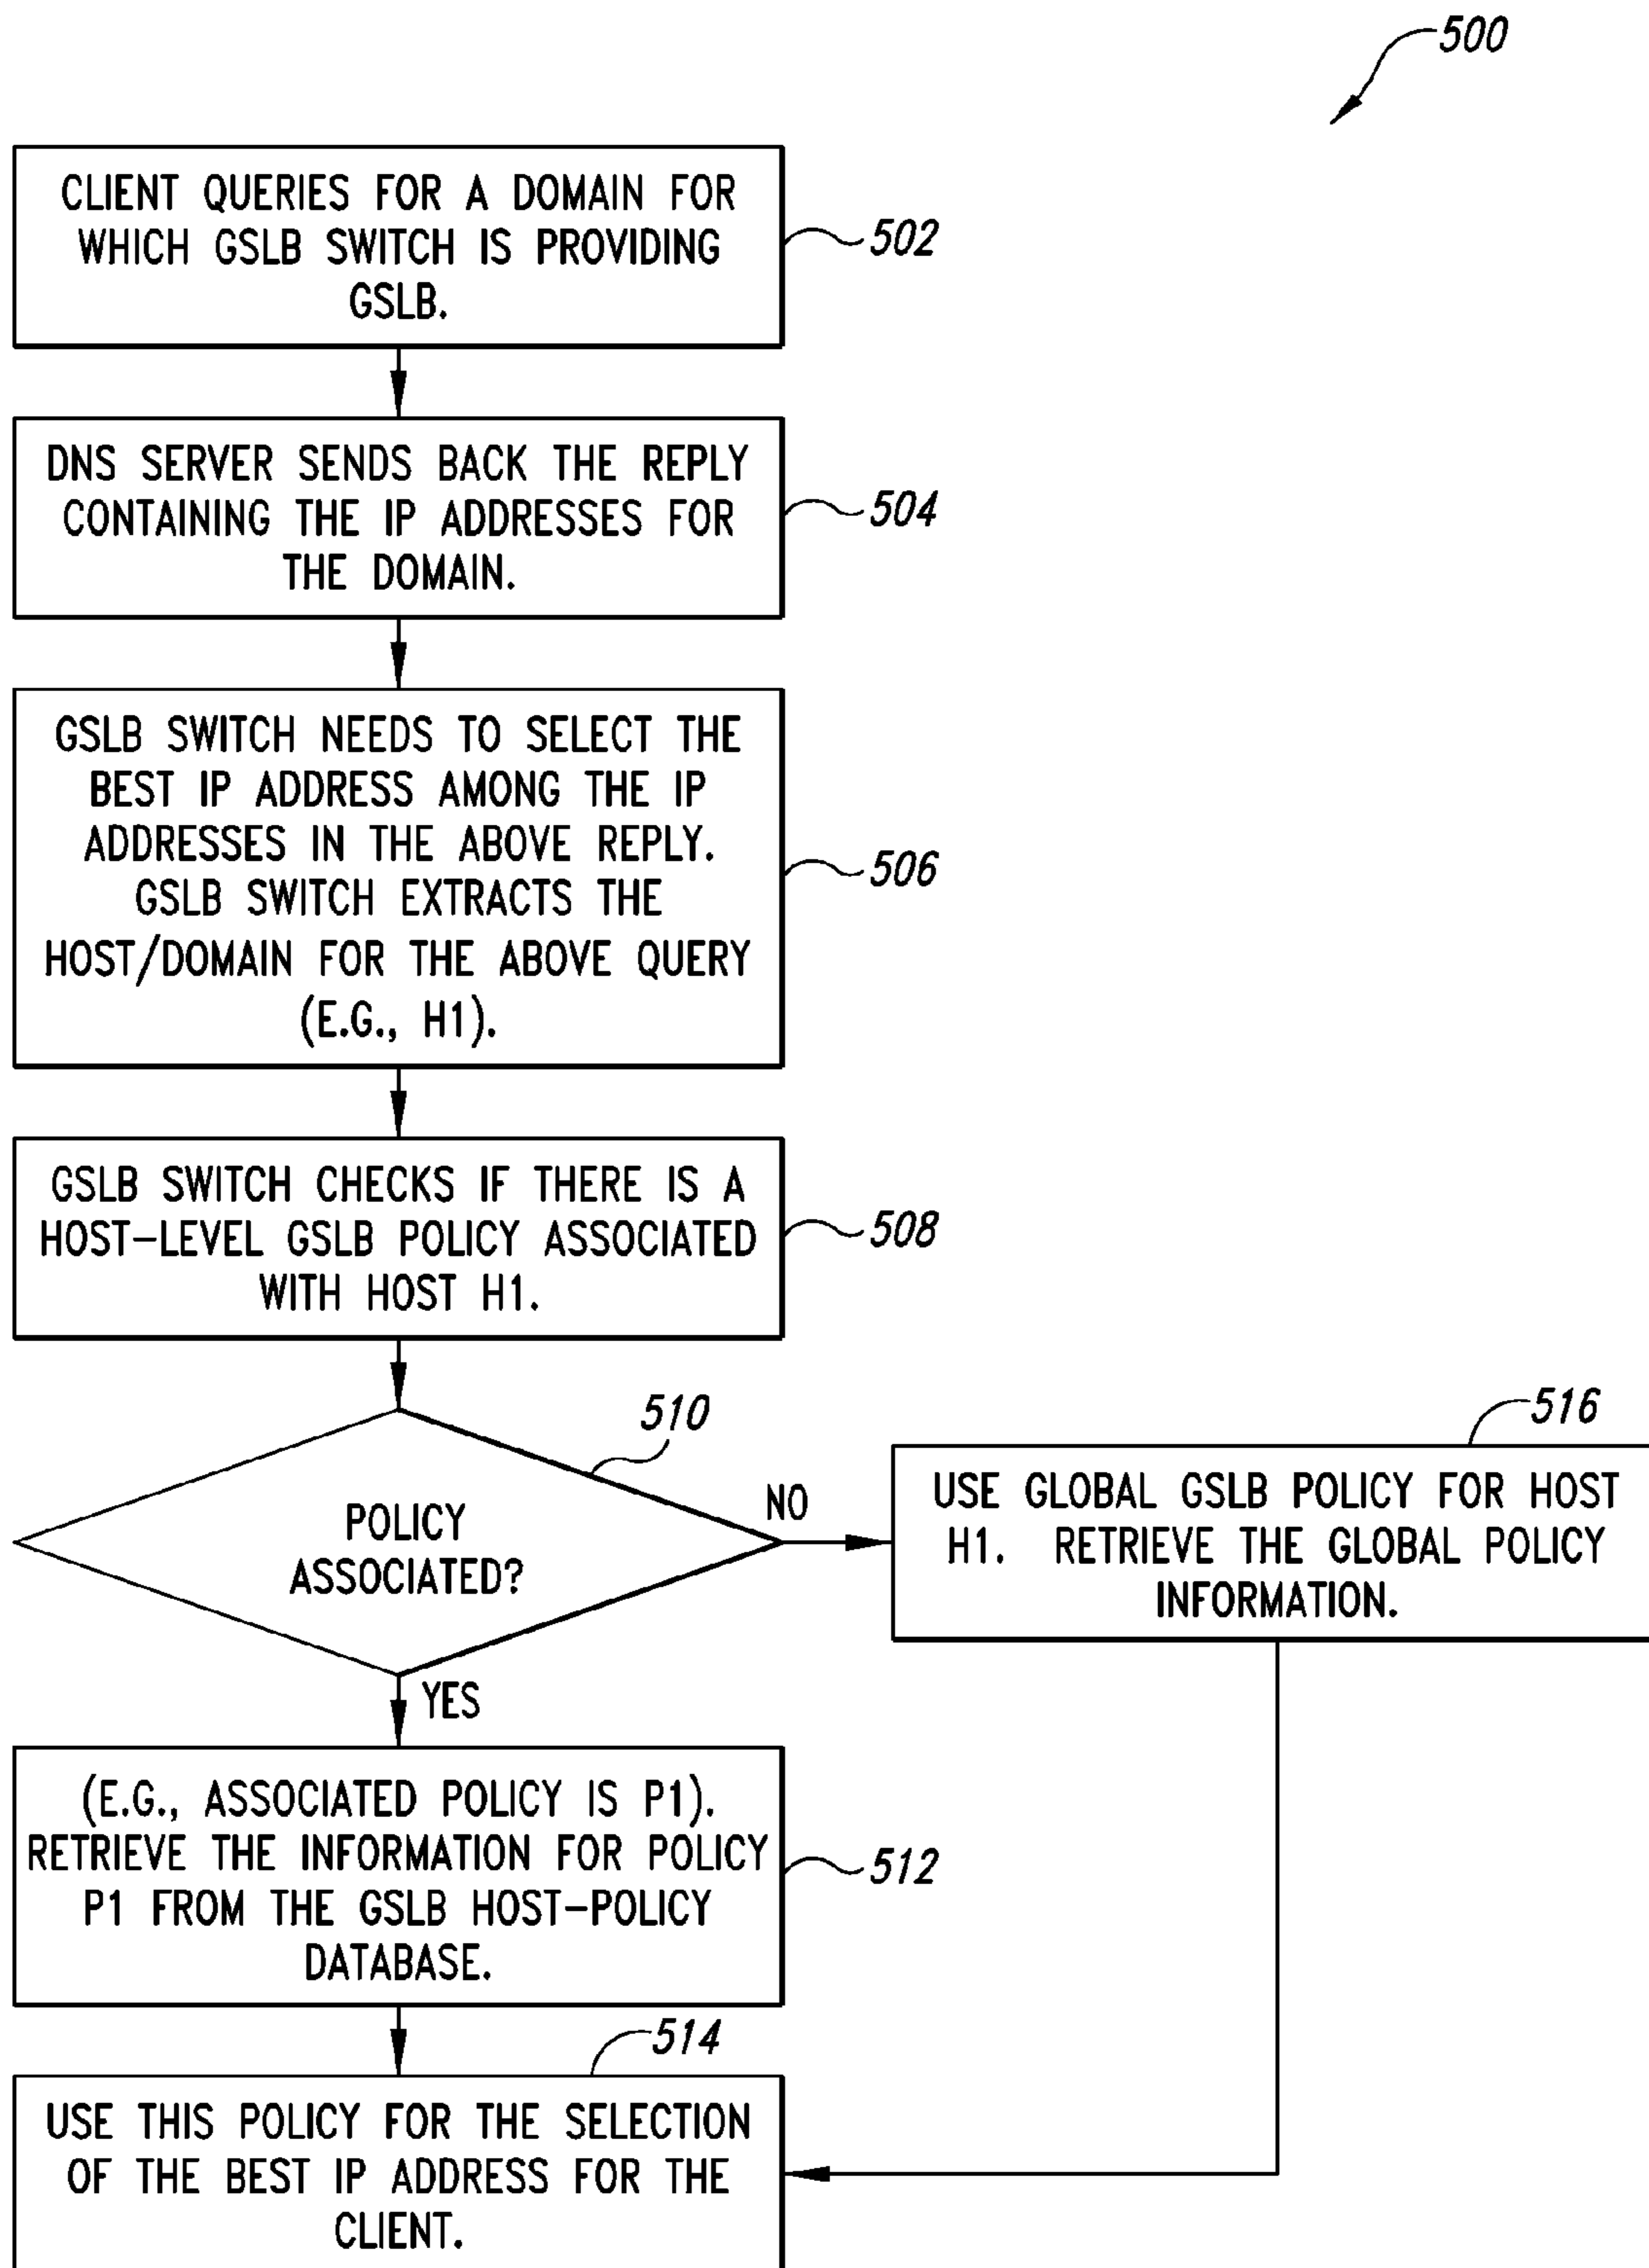 500
CLIENT QUERIES FOR A DOMAIN FOR
WHICH GSLB SWITCH IS PROVIDING
GSLB.
502
DNS SERVER SENDS BACK THE REPLY
CONTAINING THE IP ADDRESSES FOR
THE DOMAIN.
504
GSLB SWITCH NEEDS TO SELECT THE
BEST IP ADDRESS AMONG THE IP
ADDRESSES IN THE ABOVE REPLY.
GSLB SWITCH EXTRACTS THE
HOST/DOMAIN FOR THE ABOVE QUERY
(E.G., H1).
506
GSLB SWITCH CHECKS IF THERE IS A
HOST-LEVEL GSLB POLICY ASSOCIATED
WITH HOST H1.
508
510
POLICY
ASSOCIATED?
NO
516
USE GLOBAL GSLB POLICY FOR HOST
H1. RETRIEVE THE GLOBAL POLICY
INFORMATION.
YES
(E.G., ASSOCIATED POLICY IS P1).
RETRIEVE THE INFORMATION FOR POLICY
P1 FROM THE GSLB HOST-POLICY
DATABASE.
512
514
USE THIS POLICY FOR THE SELECTION
OF THE BEST IP ADDRESS FOR THE
CLIENT.